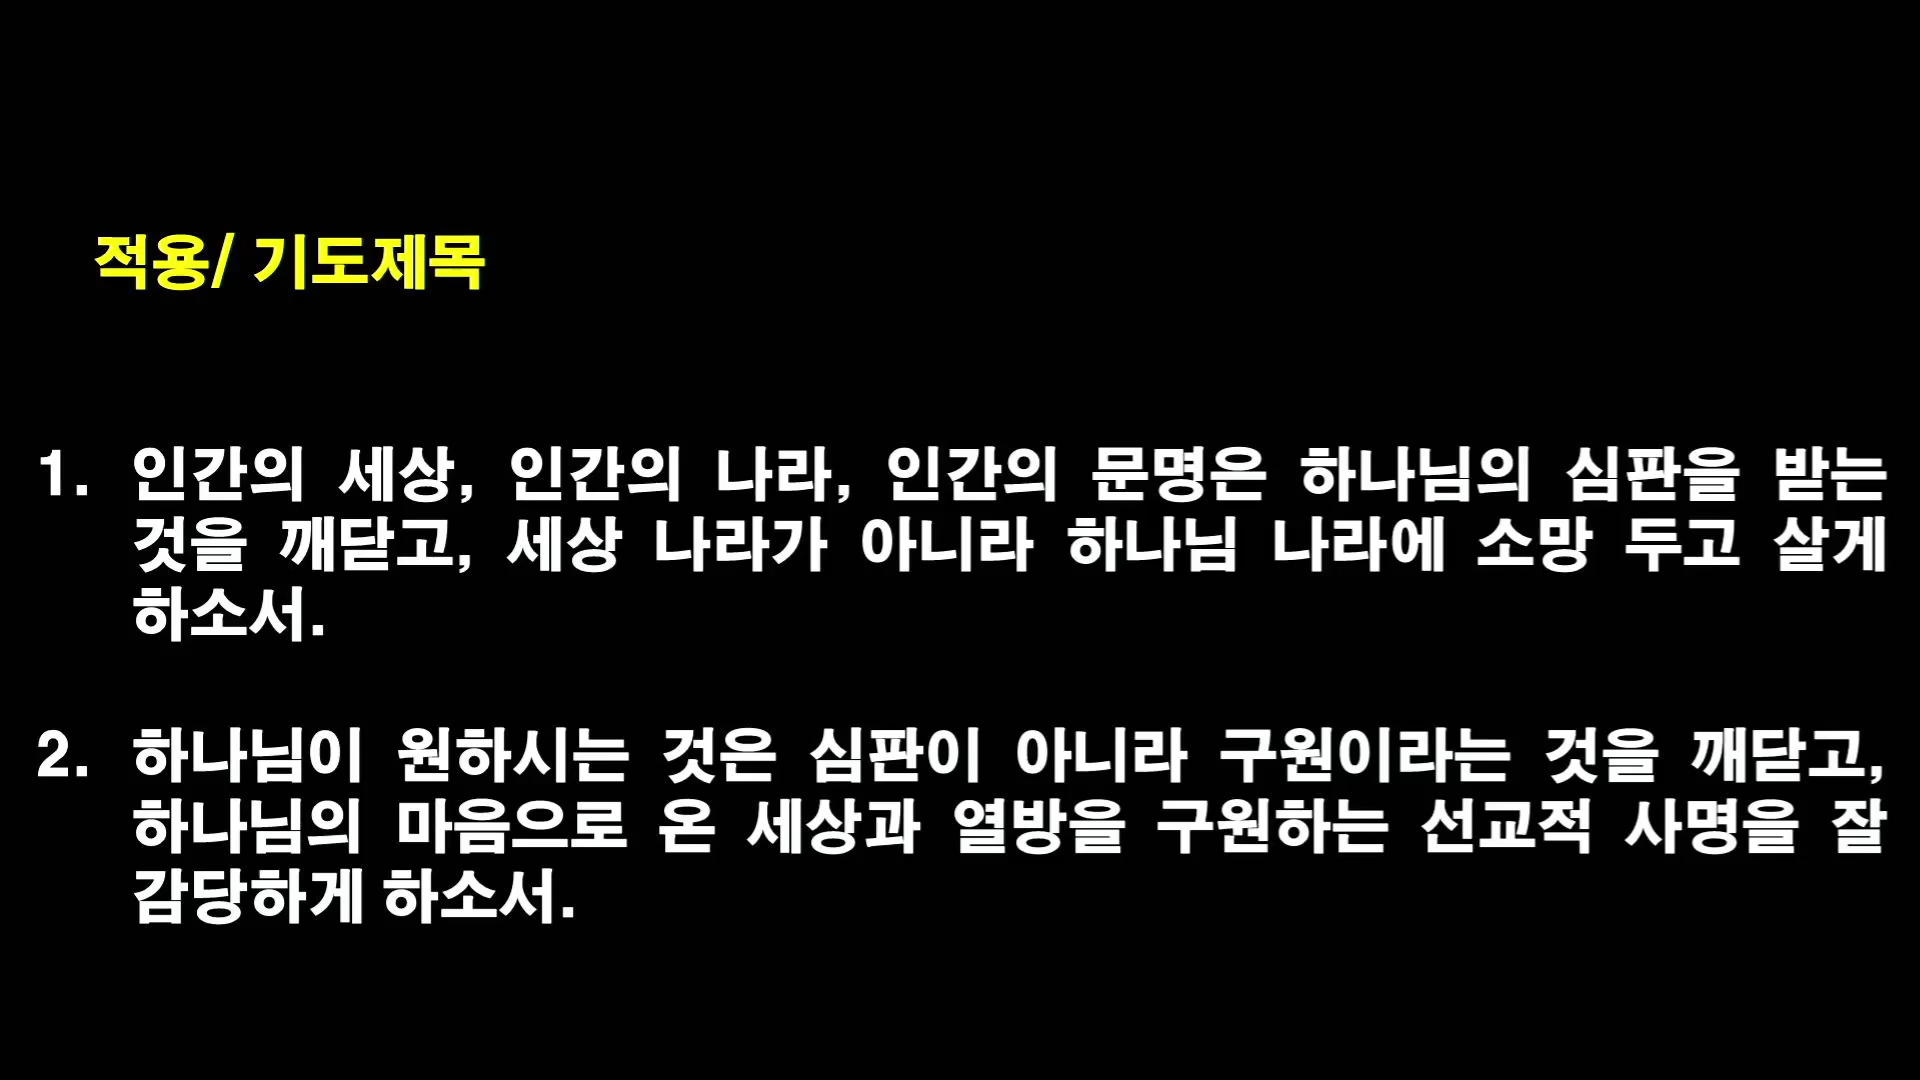 적용/ 기도제목
1. 인간의 세상, 인간의 나라, 인간의 문명은 하나님의 심판을 받는
것을 깨닫고, 세상 나라가 아니라 하나님 나라에 소망 두고 살게
하소서.
2. 하나님이 원하시는 것은 심판이 아니라 구원이라는 것을 깨닫고,
하나님의 마음으로 온 세상과 열방을 구원하는 선교적 사명을 잘
감당하게 하소서.